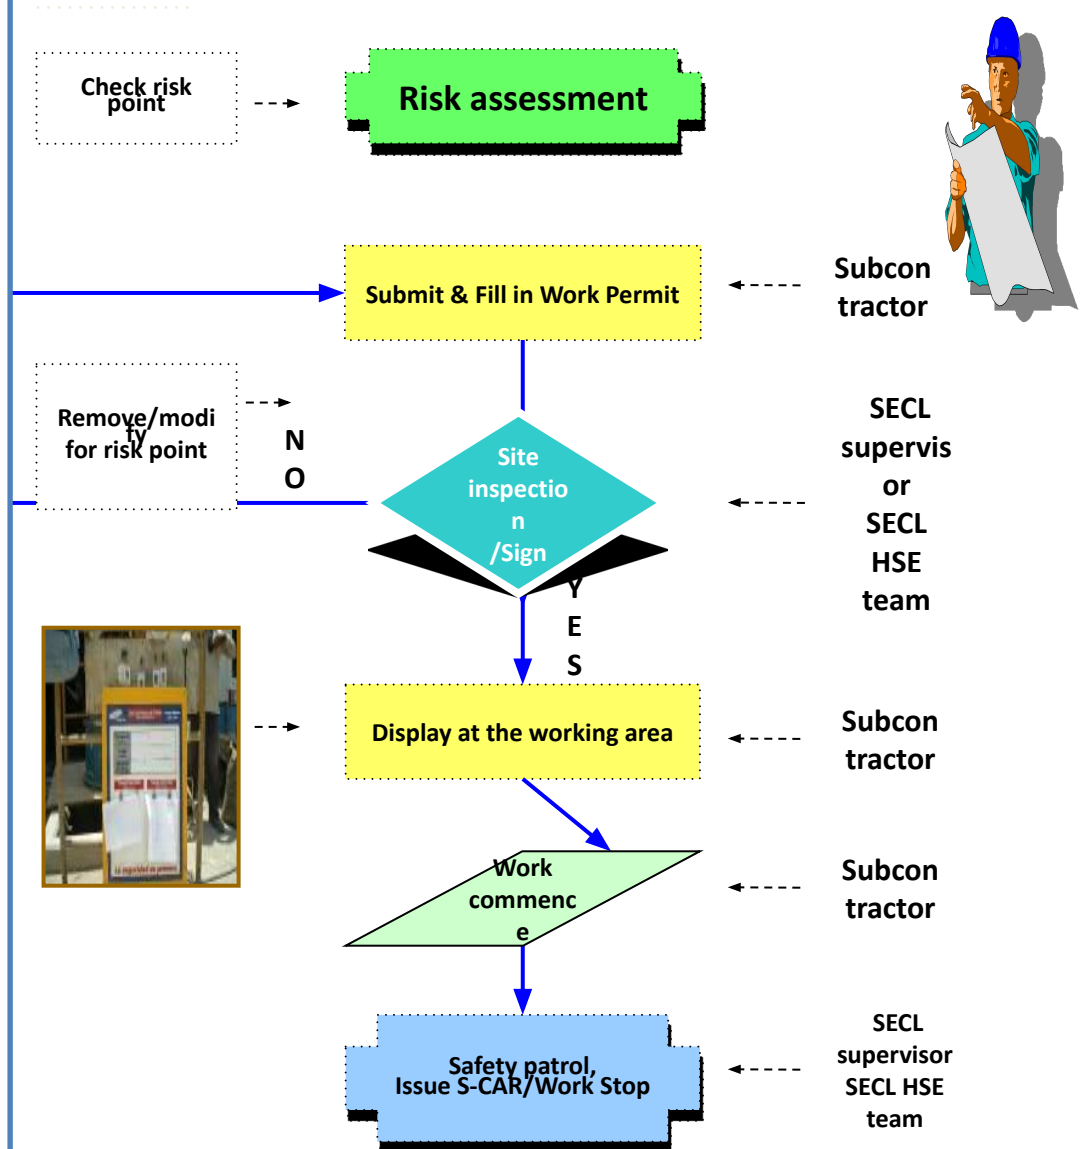 Check risk
point
Risk assessment
Submit & Fill in Work Permit
Subcon
tractor
Remove/modi
fy
for risk point
N
O
Site
inspectio
n
/Sign
SECL
supervis
or
SECL
HSE
team
Y
E
S
Display at the working area
Subcon
tractor
Work
commenc
e
Subcon
tractor
Safety patrol,
Issue S-CAR/Work Stop
SECL
supervisor
SECL HSE
team